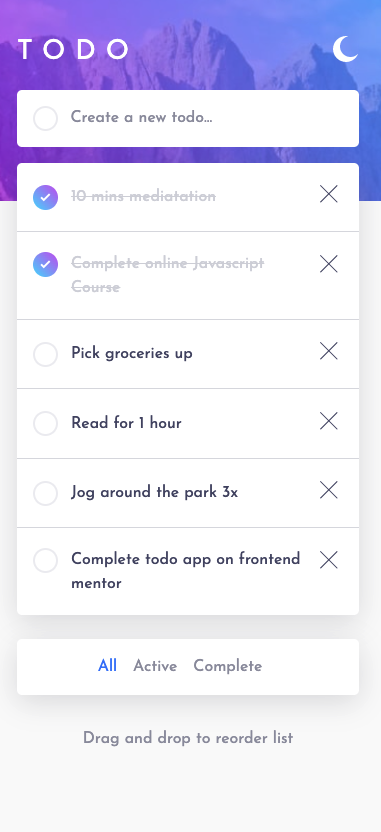 TODO
Create a new todo...
10 mins mediatation
Complete online Javascript
Course
Pick groceries up
Read for 1 hour
Jog around the park 3x
Complete todo app on frontend
mentor
All Active Complete
Drag and drop to reorder list